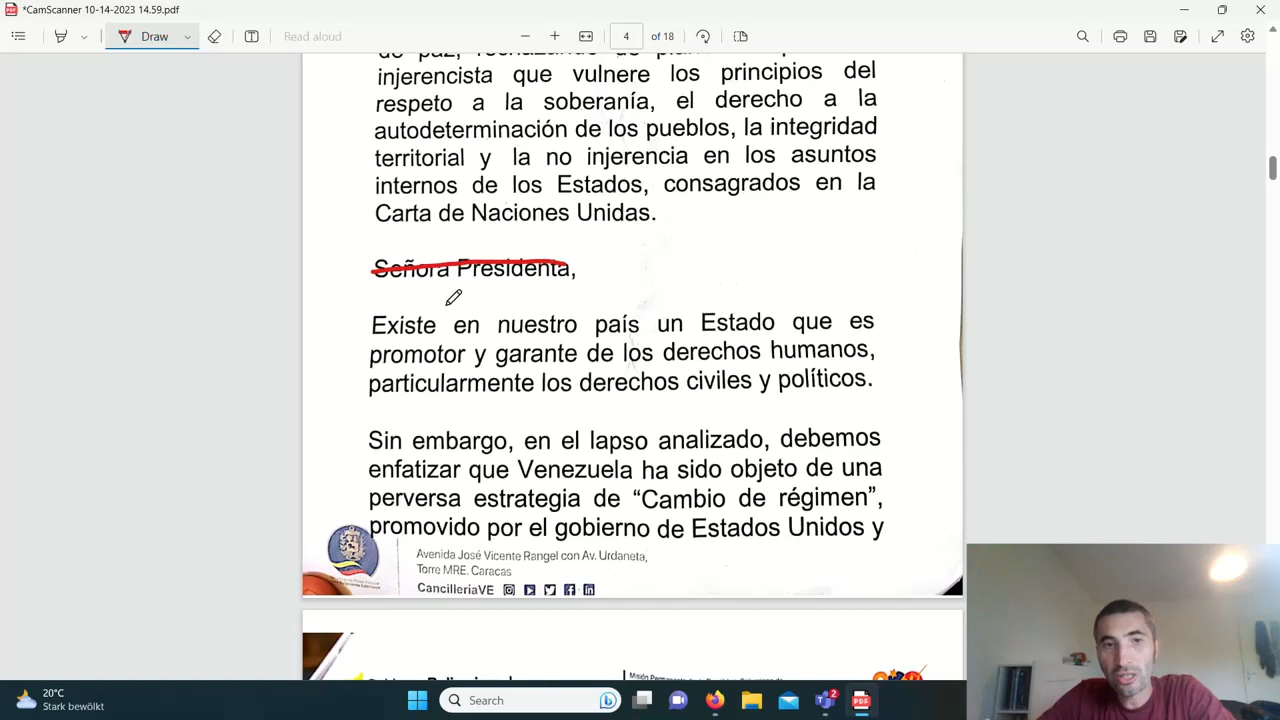 *CamScanner 10-14-2023 14.59.pdf
Draw
Read aloud
4 of 18
injerencista que vulnere los principios del
respeto a la soberanía, el derecho a la
autodeterminación de los pueblos, la integridad
territorial y la no injerencia en los asuntos
internos de los Estados, consagrados en la
Carta de Naciones Unidas.
Señora Presidenta,
Existe en nuestro país un Estado que es
promotor y garante de los derechos humanos,
particularmente los derechos civiles y políticos.
Sin embargo, en el lapso analizado, debemos
enfatizar que Venezuela ha sido objeto de una
perversa estrategia de “Cambio de régimen”,
promovido por el gobierno de Estados Unidos y
Avenida José Vicente Rangel con Av. Urdaneta,
Torre MRE. Caracas
CancilleriaVE
20°C
Stark bewölkt
Search
2